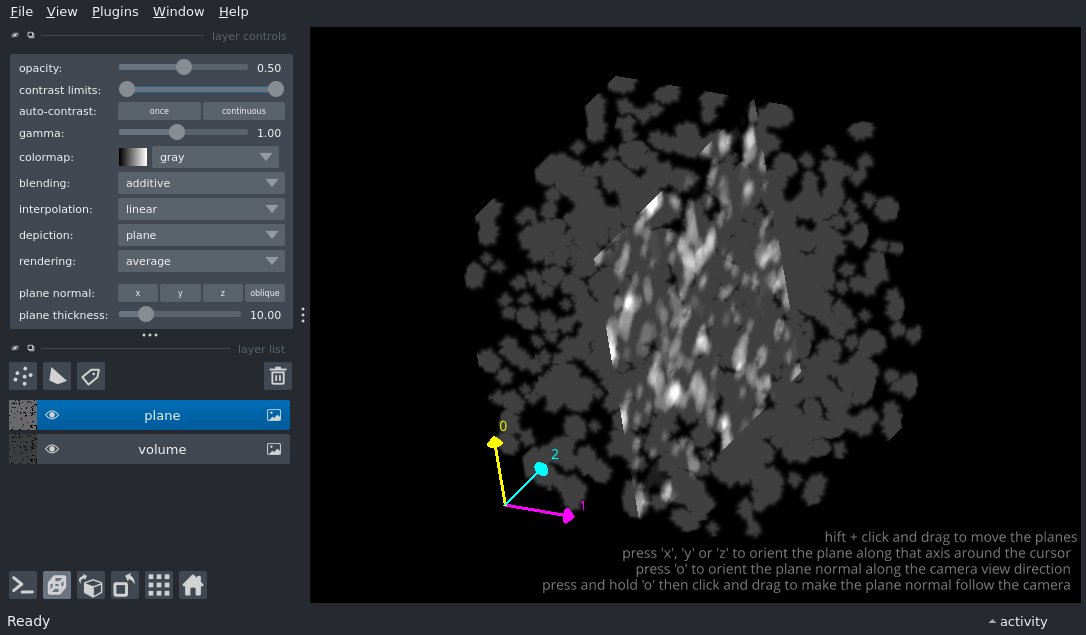 File View Plugins Window Help
layer controls
opacity: 0.50
contrast limits:
auto-contrast: once continuous
gamma: 1.00
colormap: gray
blending: additive
interpolation: linear
depiction: plane
rendering: average
plane normal: x y z oblique
plane thickness: 10.00
layer list
plane
volume
0
2
1
hift + click and drag to move the planes
press 'x', 'y' or 'z' to orient the plane along that axis around the cursor
press 'o' to orient the plane normal along the camera view direction
press and hold 'o' then click and drag to make the plane normal follow the camera
Ready
activity